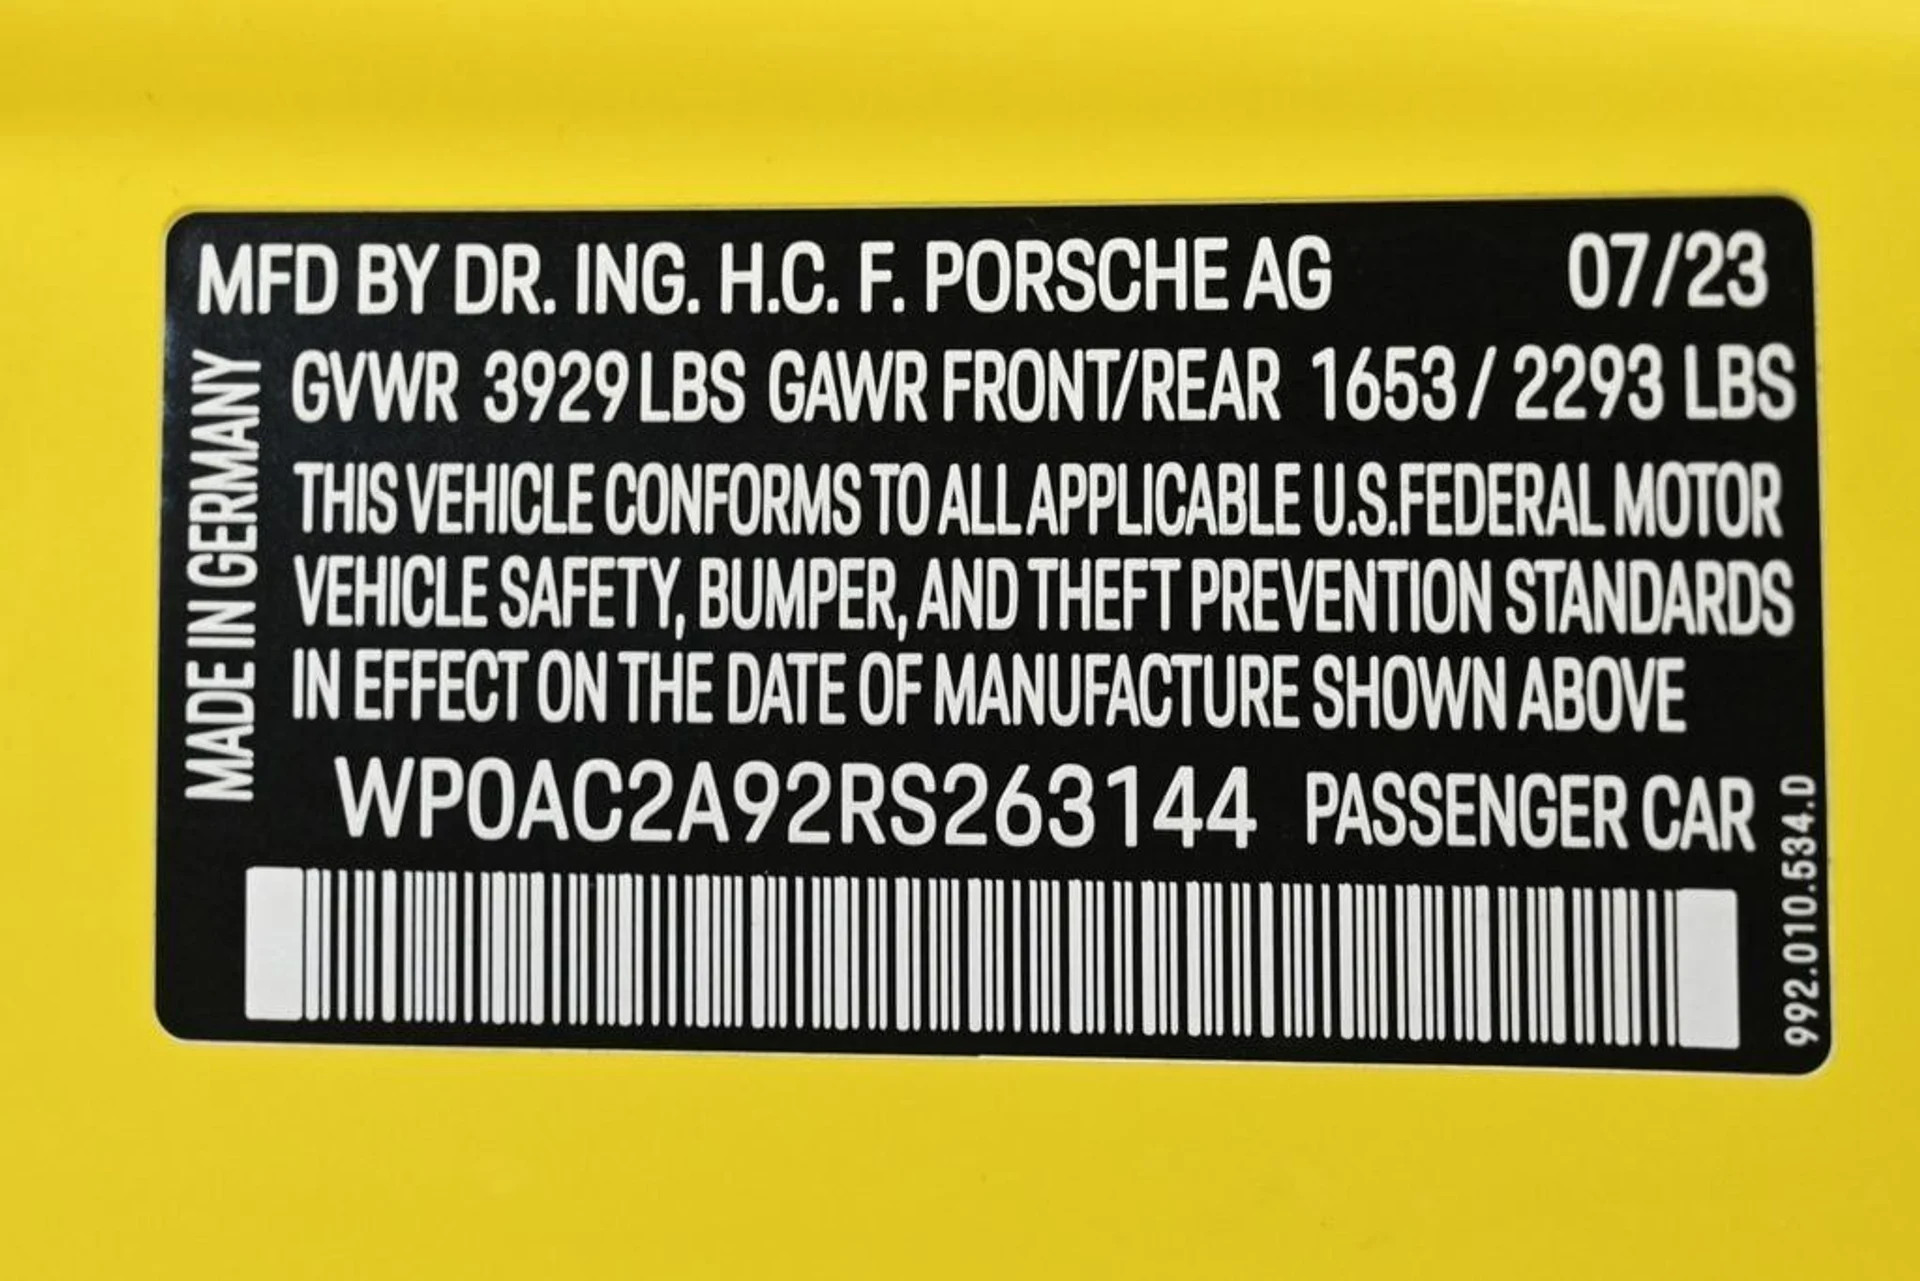 MFD BY DR. ING. H.C. F. PORSCHE AG 07/23
GVWR 3929 LBS GAWR FRONT/REAR 1653 / 2293 LBS
THIS VEHICLE CONFORMS TO ALL APPLICABLE U.S.FEDERAL MOTOR
VEHICLE SAFETY, BUMPER, AND THEFT PREVENTION STANDARDS
IN EFFECT ON THE DATE OF MANUFACTURE SHOWN ABOVE
WP0AC2A92RS263144 PASSENGER CAR
MADE IN GERMANY
992.010.534.D